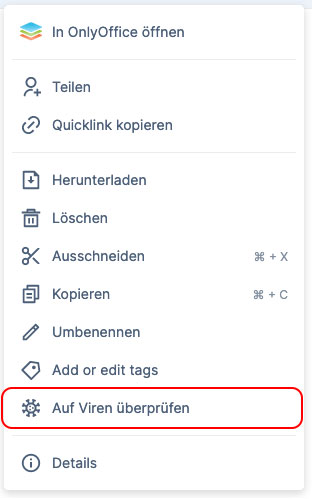 In OnlyOffice öffnen
Teilen
Quicklink kopieren
Herunterladen
Löschen
Ausschneiden ⌘ + X
Kopieren ⌘ + C
Umbenennen
Add or edit tags
Auf Viren überprüfen
Details